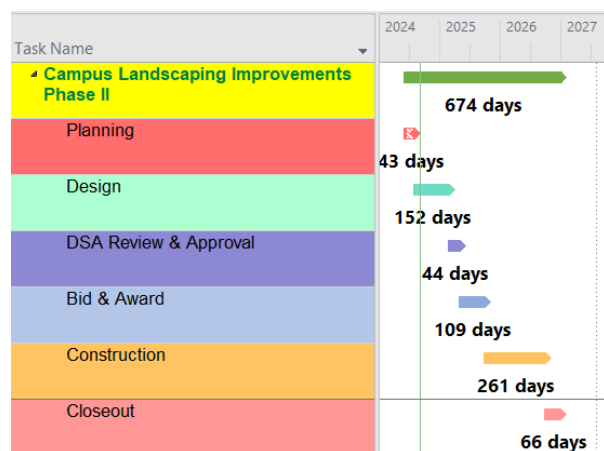 2024 2025 2026 2027
Task Name
Campus Landscaping Improvements
Phase II
674 days
Planning
43 days
Design
152 days
DSA Review & Approval
44 days
Bid & Award
109 days
Construction
261 days
Closeout
66 days